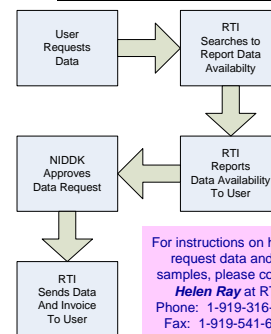 User
Requests
Data
RTI
Searches to
Report Data
Availabilty
RTI
Reports
Data Availability
To User
NIDDK
Approves
Data Request
RTI
Sends Data
And Invoice
To User
For instructions on
request data and
samples, please
Helen Ray at
Phone: 1-919-316-
Fax: 1-919-541-6